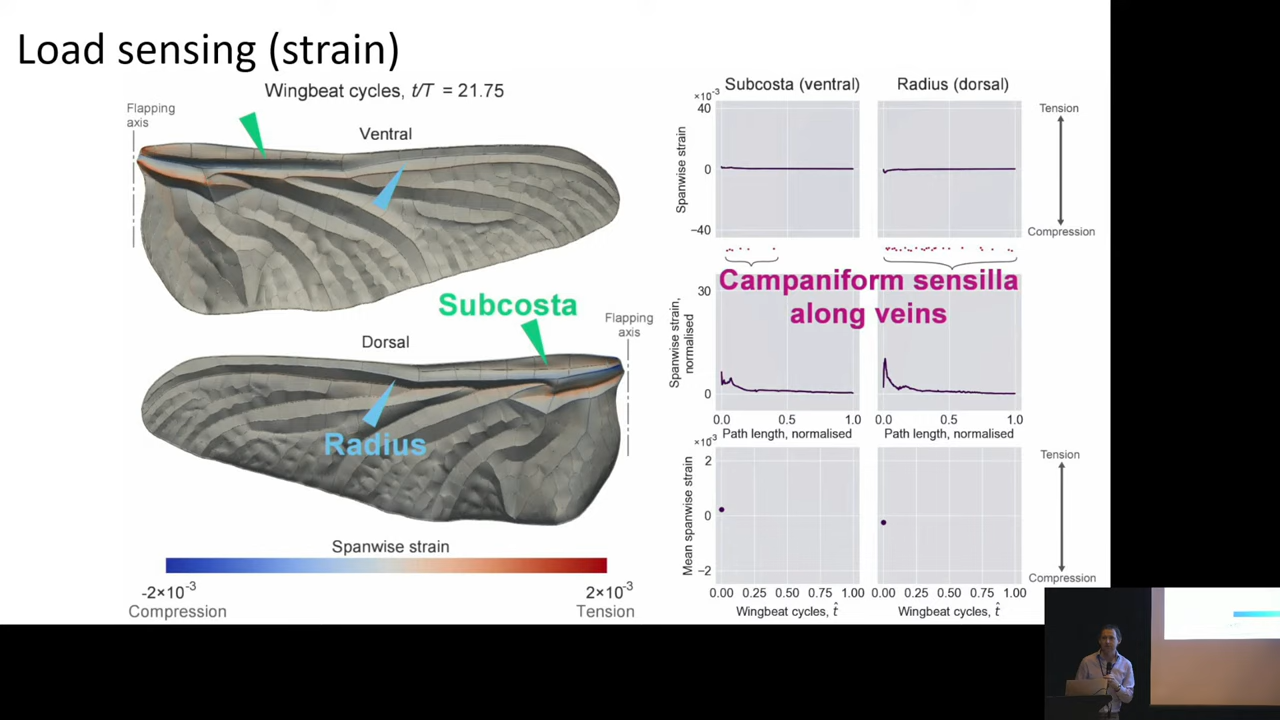 Load sensing (strain)
Wingbeat cycles, t/T = 21.75
Flapping
axis
Ventral
Subcosta
Flapping
axis
Dorsal
Radius
Spanwise strain
-2×10⁻³
2×10⁻³
Compression
Tension
Subcosta (ventral)
Radius (dorsal)
×10⁻³
40
0
−40
Spanwise strain
Tension
Compression
Campaniform sensilla
along veins
30
0
Spanwise strain,
normalised
0.0 0.5 1.0
0.0 0.5 1.0
Path length, normalised
Path length, normalised
×10⁻³
2
0
−2
Mean spanwise strain
Tension
Compression
0.00 0.25 0.50 0.75 1.00
0.00 0.25 0.50 0.75 1.00
Wingbeat cycles, t̂
Wingbeat cycles, t̂